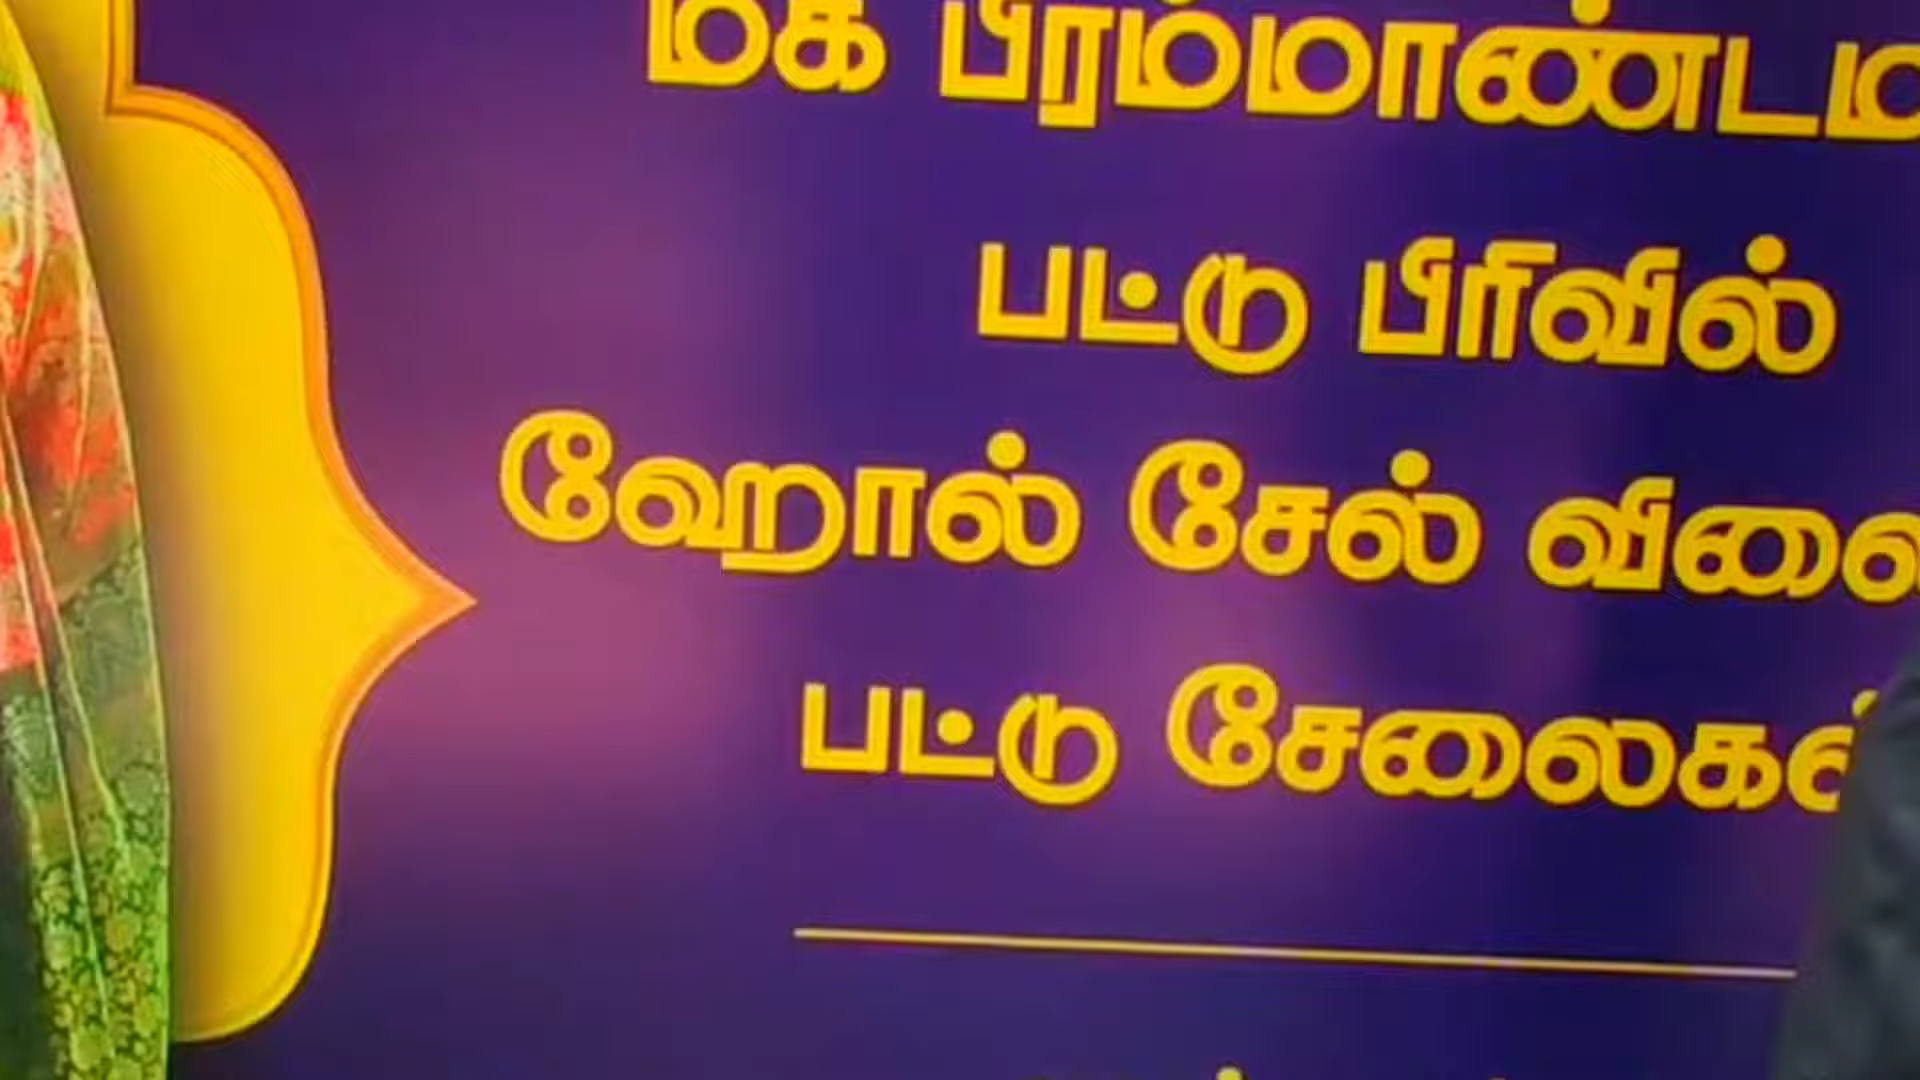 மிக பிரம்மாண்டம
பட்டு பிரிவில்
ஹோல் சேல் விலை
பட்டு சேலைகள்